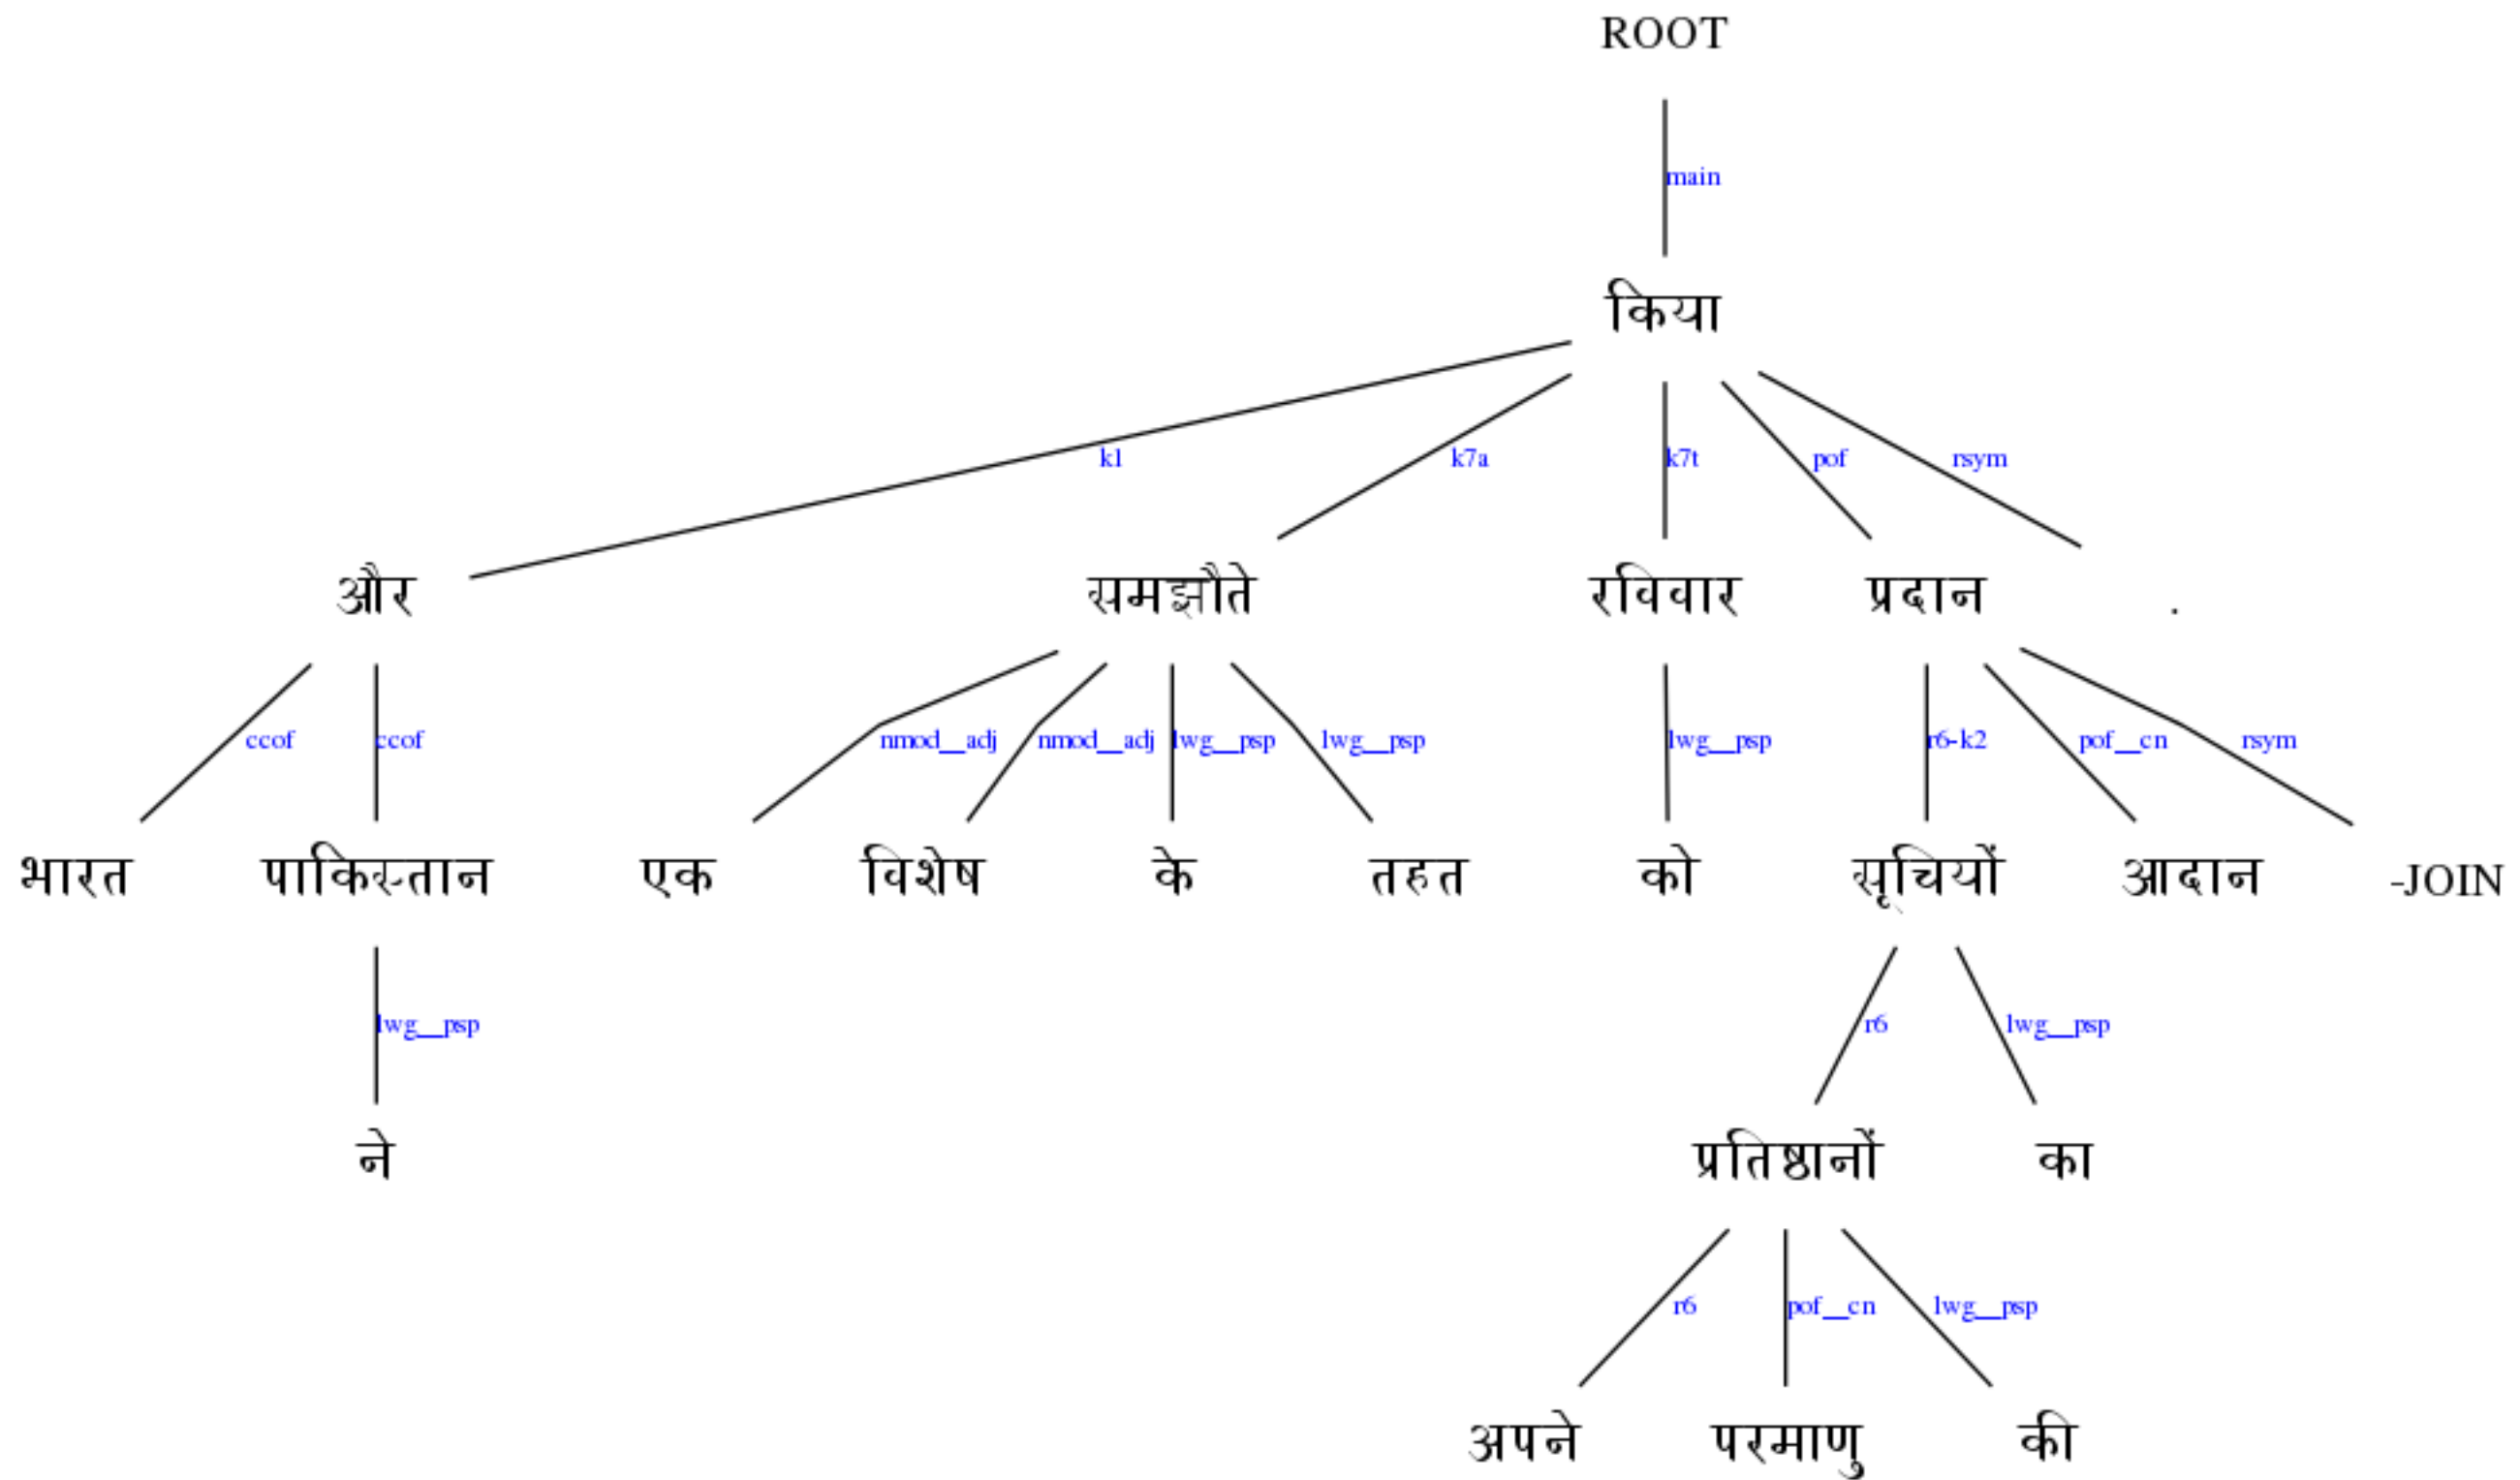 ROOT
main
किया
k1 k7a k7t pof rsym
और समझौते रविवार प्रदान .
ccof ccof nmod__adj nmod__adj lwg__psp lwg__psp lwg__psp r6-k2 pof__cn rsym
भारत पाकिस्तान एक विशेष के तहत को सूचियों आदान -JOIN
lwg__psp r6 lwg__psp
ने प्रतिष्ठानों का
r6 pof__cn lwg__psp
अपने परमाणु की